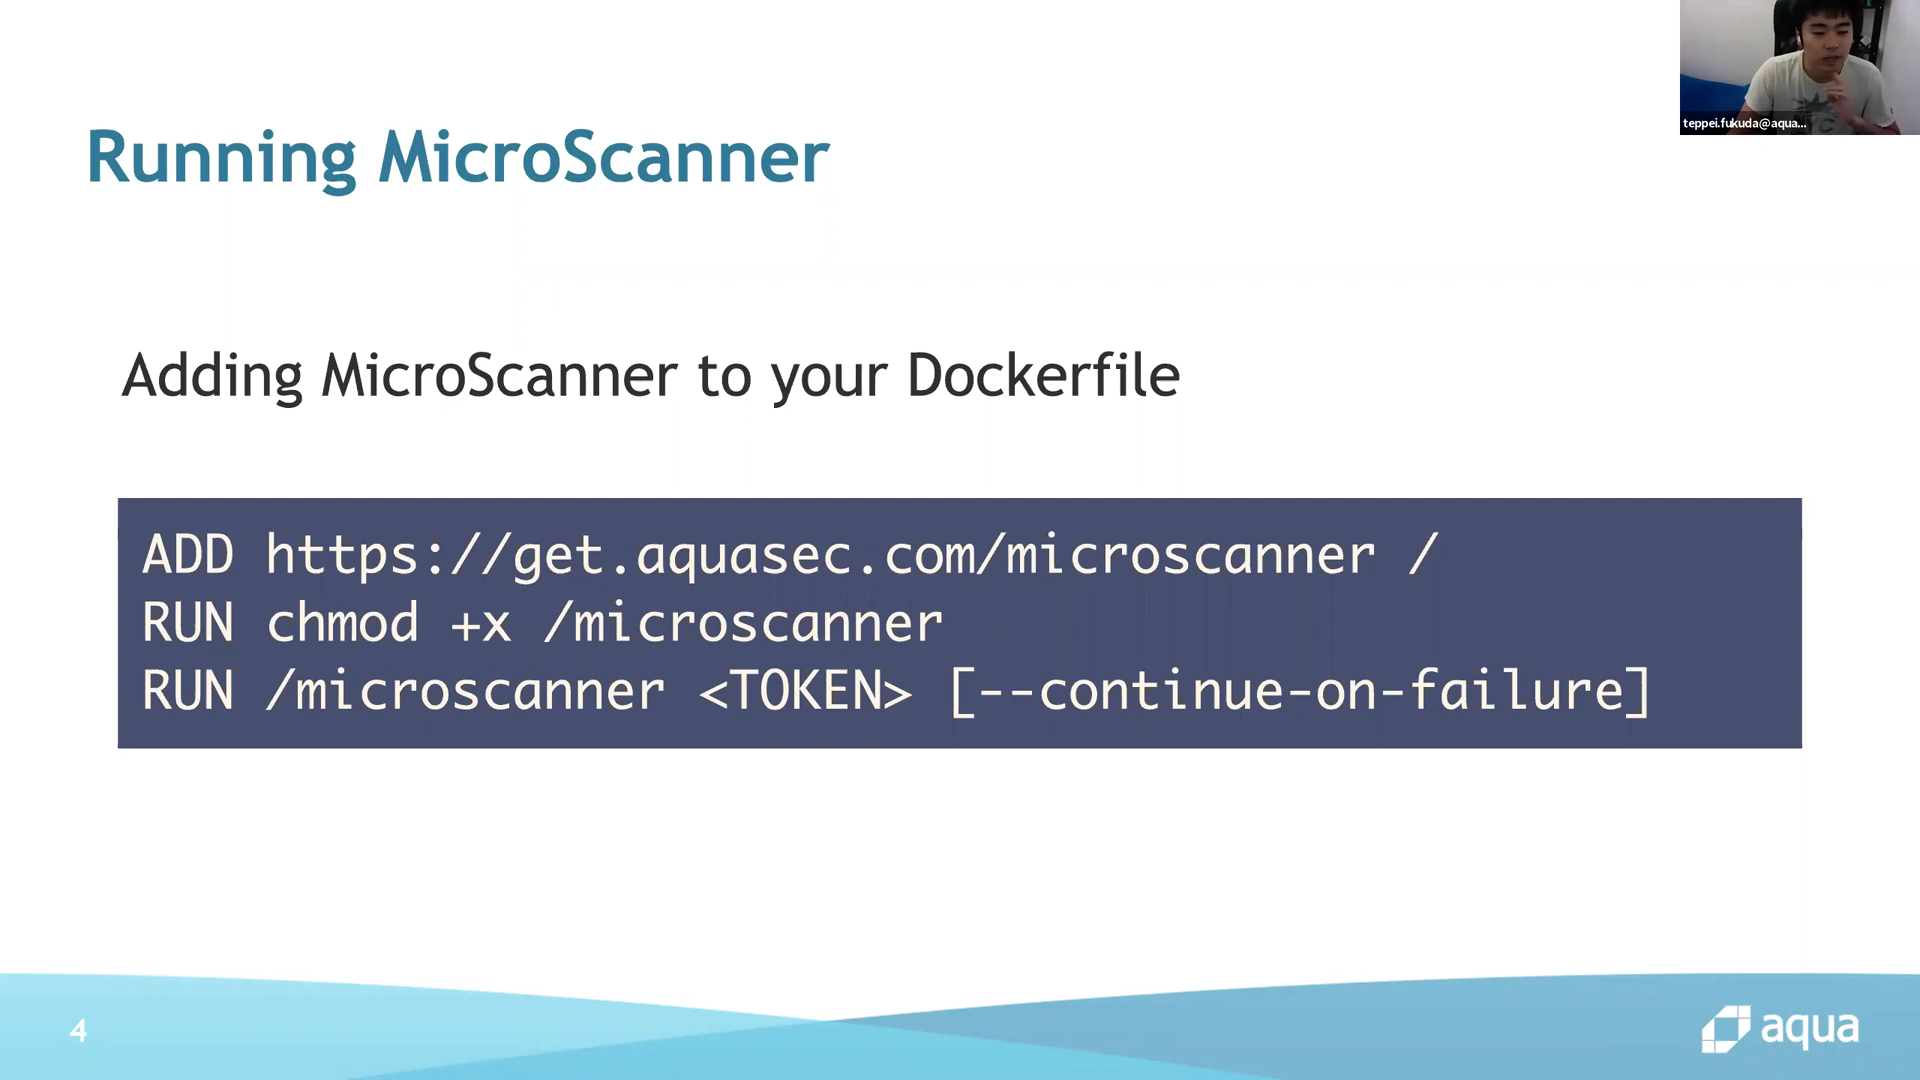 teppei.fukuda@aqua...
Running MicroScanner
Adding MicroScanner to your Dockerfile
ADD https://get.aquasec.com/microscanner /
RUN chmod +x /microscanner
RUN /microscanner <TOKEN> [--continue-on-failure]
4
aqua